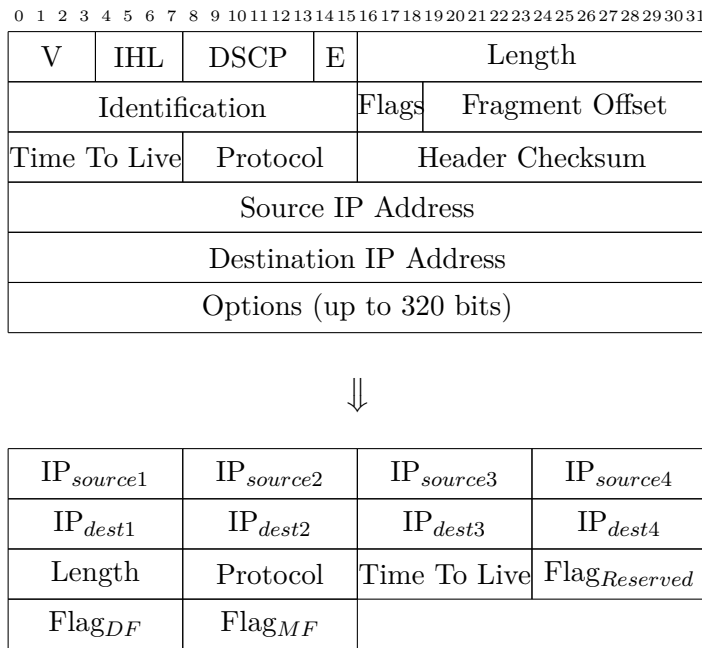 0 1 2 3 4 5 6 7 8 9 10 11 12 13 14 15 16 17 18 19 20 21 22 23 24 25 26 27 28 29 30 31
V IHL DSCP E Length
Identification Flags Fragment Offset
Time To Live Protocol Header Checksum
Source IP Address
Destination IP Address
Options (up to 320 bits)
⇓
IP_source1 IP_source2 IP_source3 IP_source4
IP_dest1 IP_dest2 IP_dest3 IP_dest4
Length Protocol Time To Live Flag_Reserved
Flag_DF Flag_MF